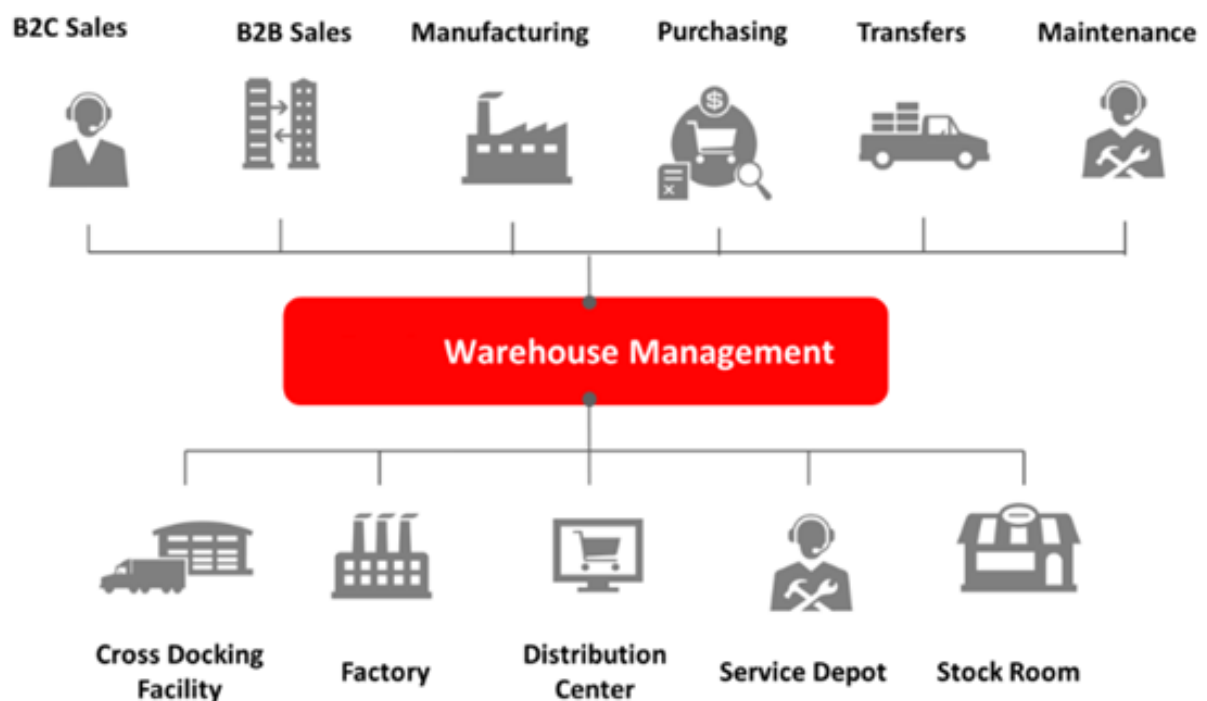 B2C Sales
B2B Sales
Manufacturing
Purchasing
Transfers
Maintenance
$
x
Warehouse Management
Cross Docking
Facility
Factory
Distribution
Center
Service Depot
Stock Room